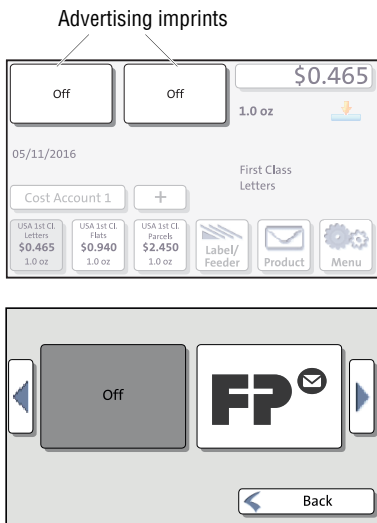 Advertising imprints
Off Off $0.465
1.0 oz
05/11/2016
First Class
Letters
Cost Account 1 +
USA 1st Cl. Letters $0.465 1.0 oz
USA 1st Cl. Flats $0.940 1.0 oz
USA 1st Cl. Parcels $2.450 1.0 oz
Label/
Feeder
Product
Menu
Off
FP
Back